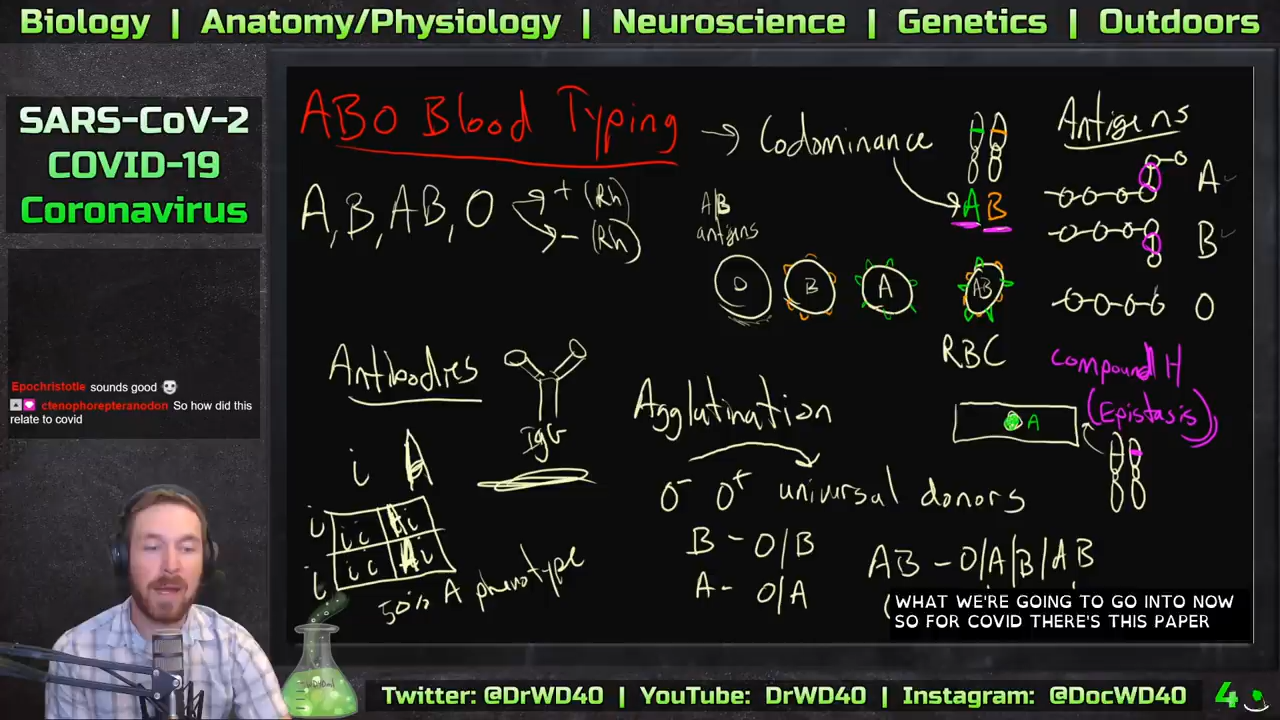 Biology | Anatomy/Physiology | Neuroscience | Genetics | Outdoors
SARS-CoV-2
COVID-19
Coronavirus
Epochristotle sounds good
ctenophorepteranodon So how did this
relate to covid
ABO Blood Typing
→ Codominance
A, B, AB, O
+ (Rh)
- (Rh)
A/B
antigens
A B
O B A AB
RBC
Antigens
A
B
O
Compound H
(Epistasis)
Antibodies
IgG
i A
i ii Ai
i ii Ai
50% A phenotype
Agglutination
A
O- O+ universal donors
B - O/B
A - O/A
AB - O/A/B/AB
WHAT WE'RE GOING TO GO INTO NOW
SO FOR COVID THERE'S THIS PAPER
Twitter: @DrWD40 | YouTube: DrWD40 | Instagram: @DocWD40
4